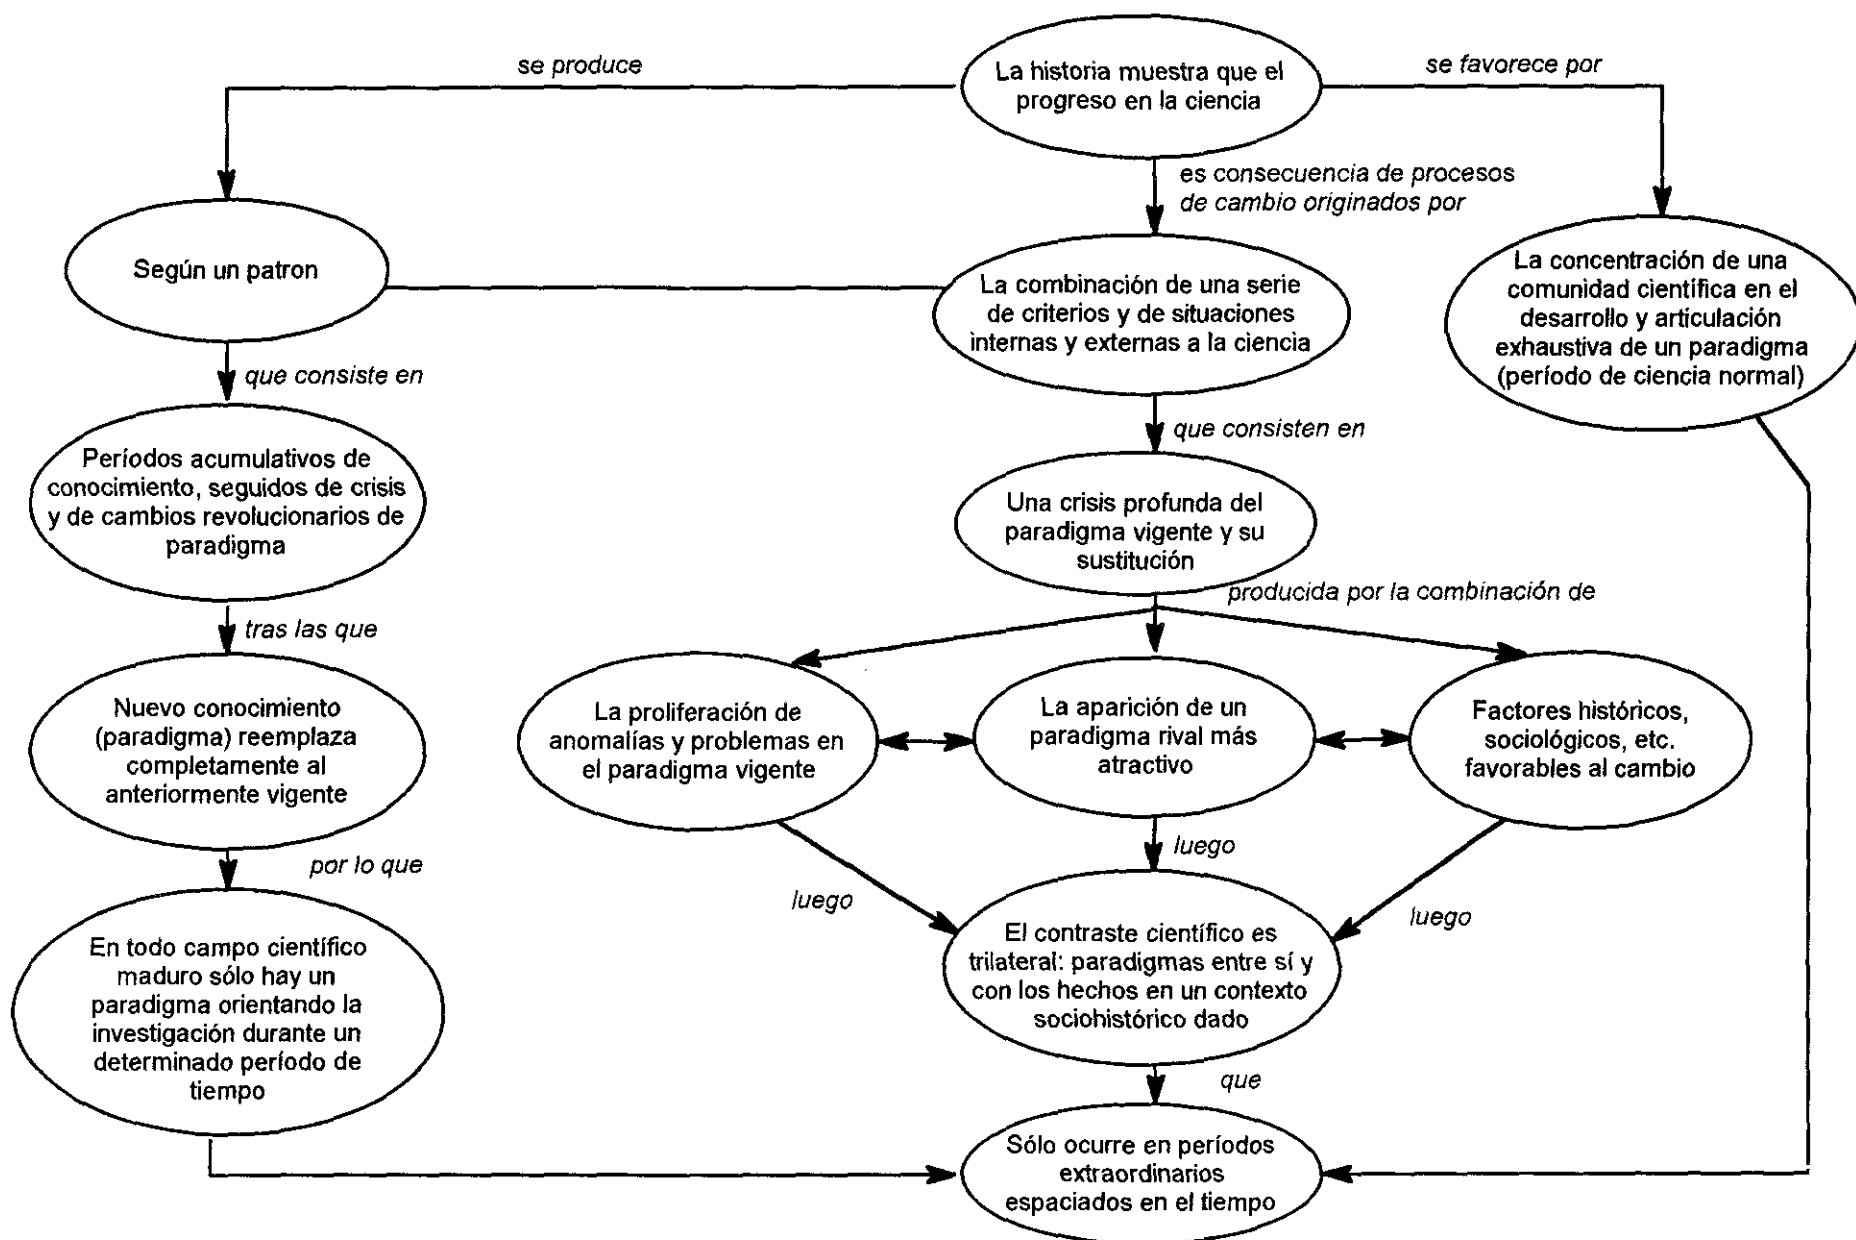 se produce
La historia muestra que el
progreso en la ciencia
se favorece por
es consecuencia de procesos
de cambio originados por
Según un patron
La combinación de una serie
de criterios y de situaciones
internas y externas a la ciencia
La concentración de una
comunidad científica en el
desarrollo y articulación
exhaustiva de un paradigma
(período de ciencia normal)
que consiste en
que consisten en
Períodos acumulativos de
conocimiento, seguidos de crisis
y de cambios revolucionarios de
paradigma
Una crisis profunda del
paradigma vigente y su
sustitución
producida por la combinación de
tras las que
Nuevo conocimiento
(paradigma) reemplaza
completamente al
anteriormente vigente
La proliferación de
anomalías y problemas en
el paradigma vigente
La aparición de un
paradigma rival más
atractivo
Factores históricos,
sociológicos, etc.
favorables al cambio
por lo que
luego
luego
luego
En todo campo científico
maduro sólo hay un
paradigma orientando la
investigación durante un
determinado período de
tiempo
El contraste científico es
trilateral: paradigmas entre sí y
con los hechos en un contexto
sociohistórico dado
que
Sólo ocurre en períodos
extraordinarios
espaciados en el tiempo